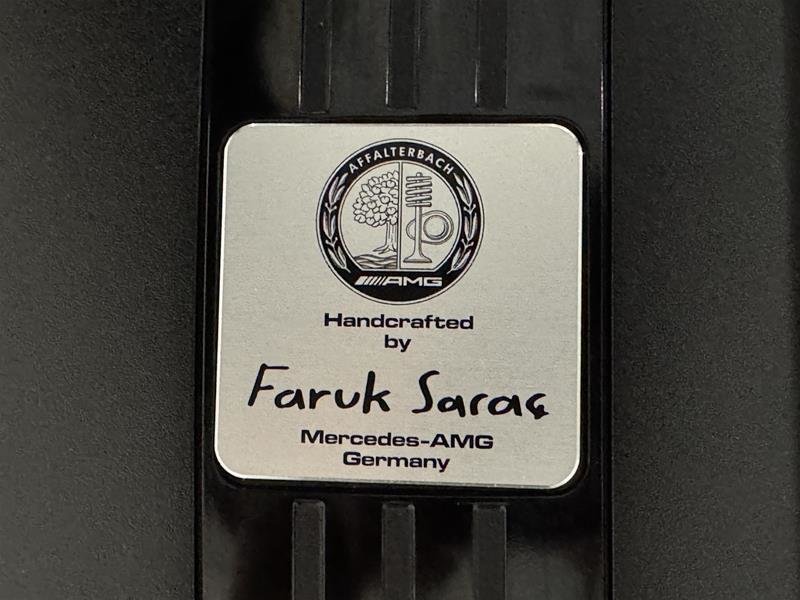 AFFALTERBACH
AMG
Handcrafted
by
Faruk Saraç
Mercedes-AMG
Germany